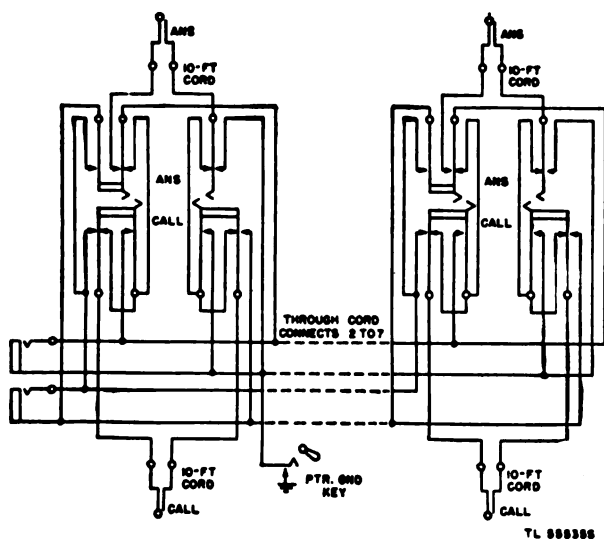 ANS
10-FT
CORD
ANS
10-FT
CORD
ANS
CALL
ANS
CALL
THROUGH CORD
CONNECTS 2 TO 7
10-FT
CORD
CALL
PTR. GND
KEY
10-FT
CORD
CALL
TL 555355